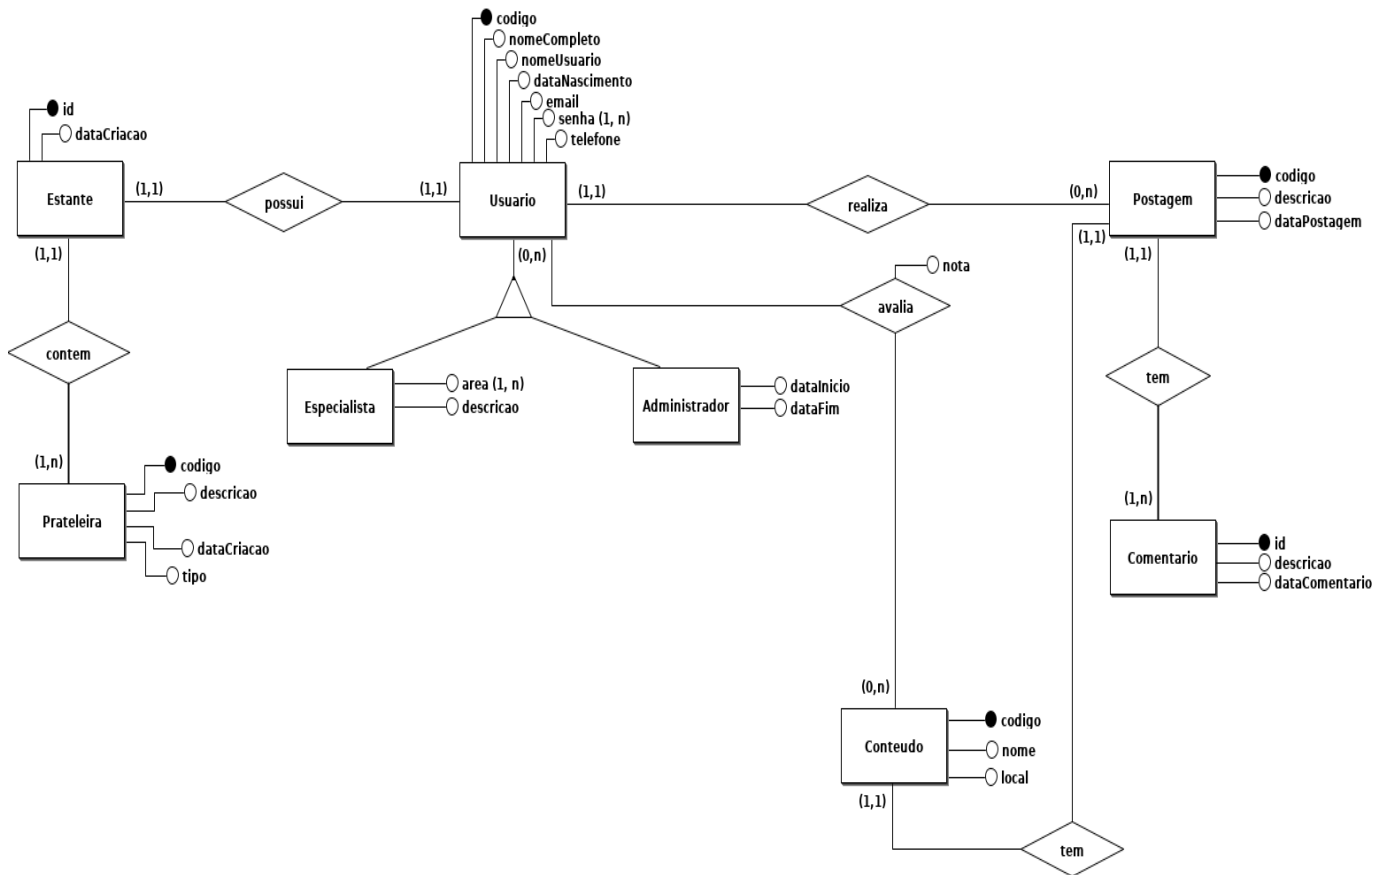 codigo
nomeCompleto
nomeUsuario
dataNascimento
email
senha (1, n)
telefone
id
dataCriacao
Estante
(1,1)
possui
(1,1)
Usuario
(1,1)
realiza
(0,n)
Postagem
codigo
descricao
dataPostagem
(1,1)
(0,n)
(1,1)
(1,1)
nota
avalia
contem
tem
Especialista
area (1, n)
descricao
Administrador
dataInicio
dataFim
(1,n)
Prateleira
codigo
descricao
dataCriacao
tipo
(1,n)
Comentario
id
descricao
dataComentario
(0,n)
Conteudo
codigo
nome
local
(1,1)
tem